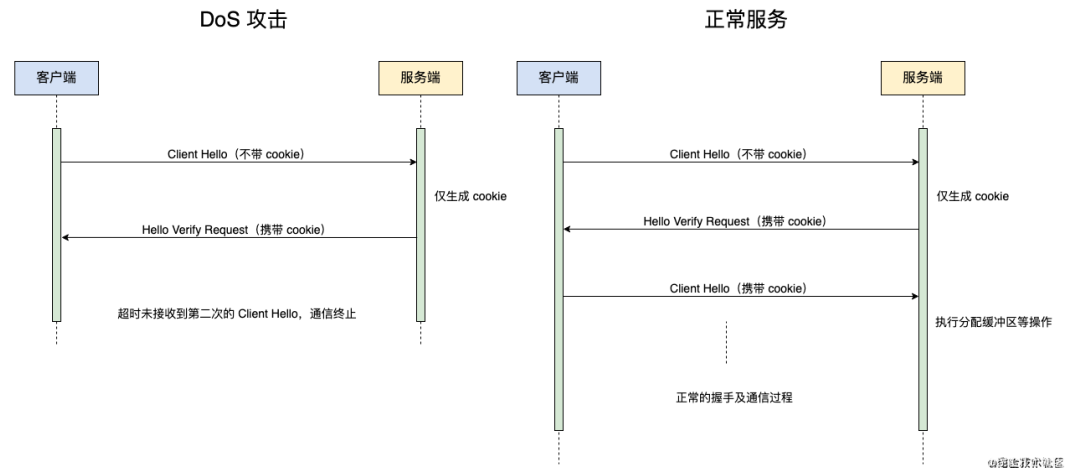 DoS 攻击
客户端
服务端
Client Hello（不带 cookie）
仅生成 cookie
Hello Verify Request（携带 cookie）
超时未接收到第二次的 Client Hello，通信终止
正常服务
客户端
服务端
Client Hello（不带 cookie）
仅生成 cookie
Hello Verify Request（携带 cookie）
Client Hello（携带 cookie）
执行分配缓冲区等操作
正常的握手及通信过程